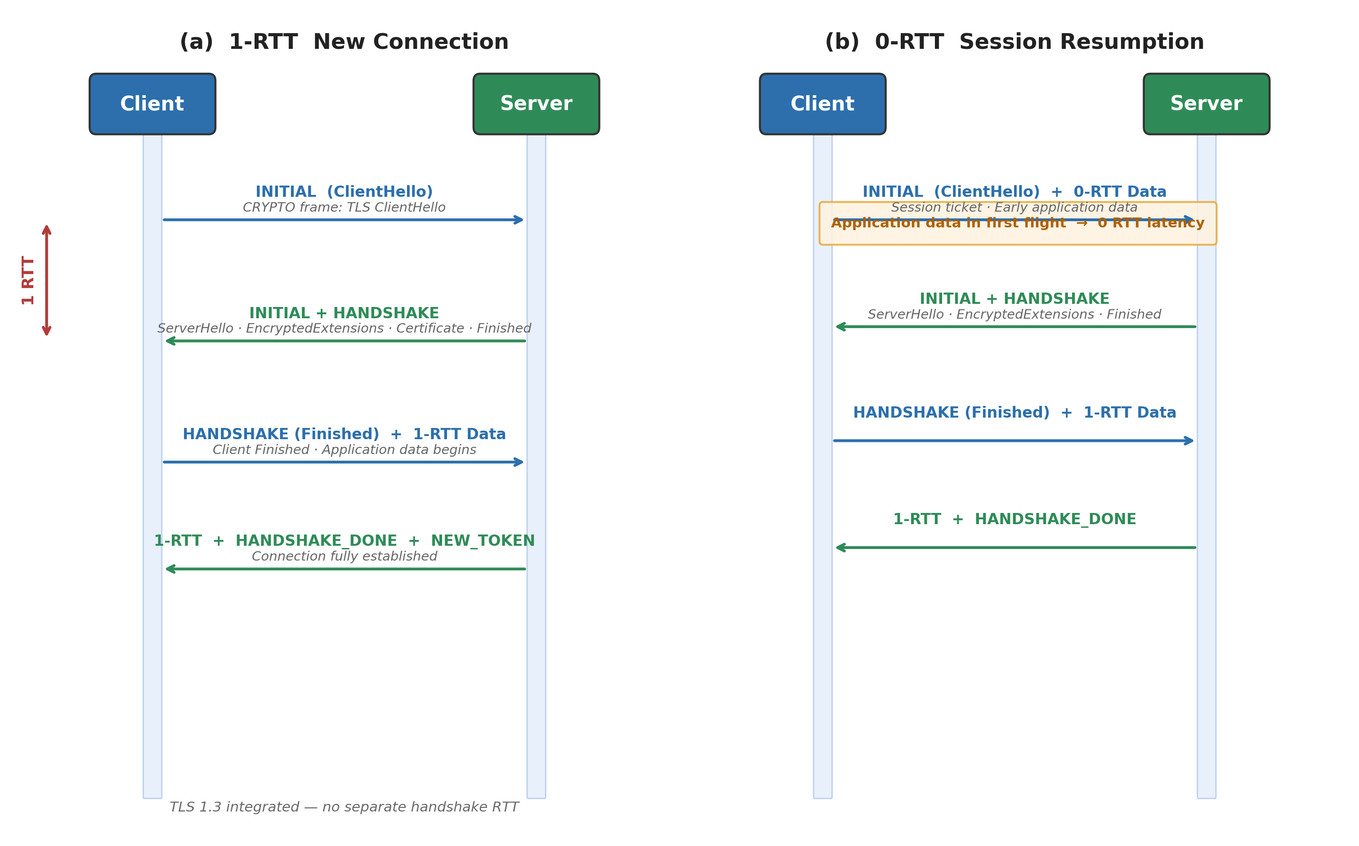 (a)  1-RTT  New Connection
Client
Server
INITIAL  (ClientHello)
CRYPTO frame: TLS ClientHello
1 RTT
INITIAL + HANDSHAKE
ServerHello · EncryptedExtensions · Certificate · Finished
HANDSHAKE (Finished)  +  1-RTT Data
Client Finished · Application data begins
1-RTT  +  HANDSHAKE_DONE  +  NEW_TOKEN
Connection fully established
TLS 1.3 integrated — no separate handshake RTT
(b)  0-RTT  Session Resumption
Client
Server
INITIAL  (ClientHello)  +  0-RTT Data
Session ticket · Early application data
Application data in first flight  →  0 RTT latency
INITIAL + HANDSHAKE
ServerHello · EncryptedExtensions · Finished
HANDSHAKE (Finished)  +  1-RTT Data
1-RTT  +  HANDSHAKE_DONE